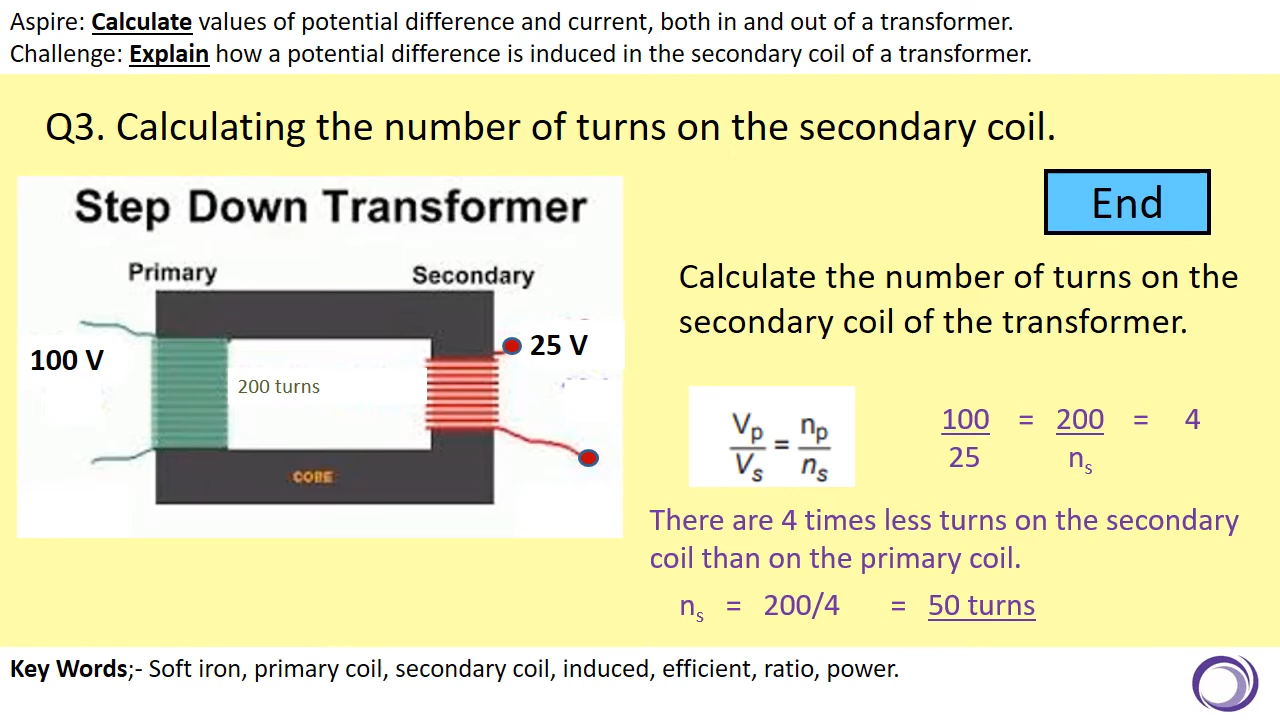 Aspire: Calculate values of potential difference and current, both in and out of a transformer.
Challenge: Explain how a potential difference is induced in the secondary coil of a transformer.
Q3. Calculating the number of turns on the secondary coil.
Step Down Transformer
Primary
Secondary
100 V
200 turns
25 V
CORE
End
Calculate the number of turns on the
secondary coil of the transformer.
Vp/Vs = np/ns
100/25 = 200/ns = 4
There are 4 times less turns on the secondary
coil than on the primary coil.
ns = 200/4 = 50 turns
Key Words;- Soft iron, primary coil, secondary coil, induced, efficient, ratio, power.